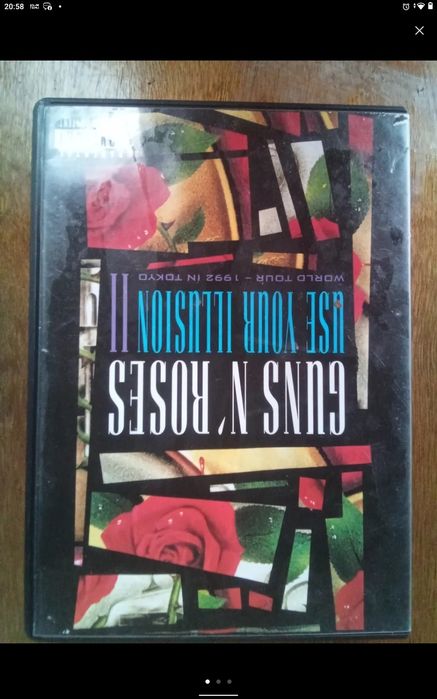 20:58
GUNS N' ROSES
USE YOUR ILLUSION II
WORLD TOUR - 1992 IN TOKYO